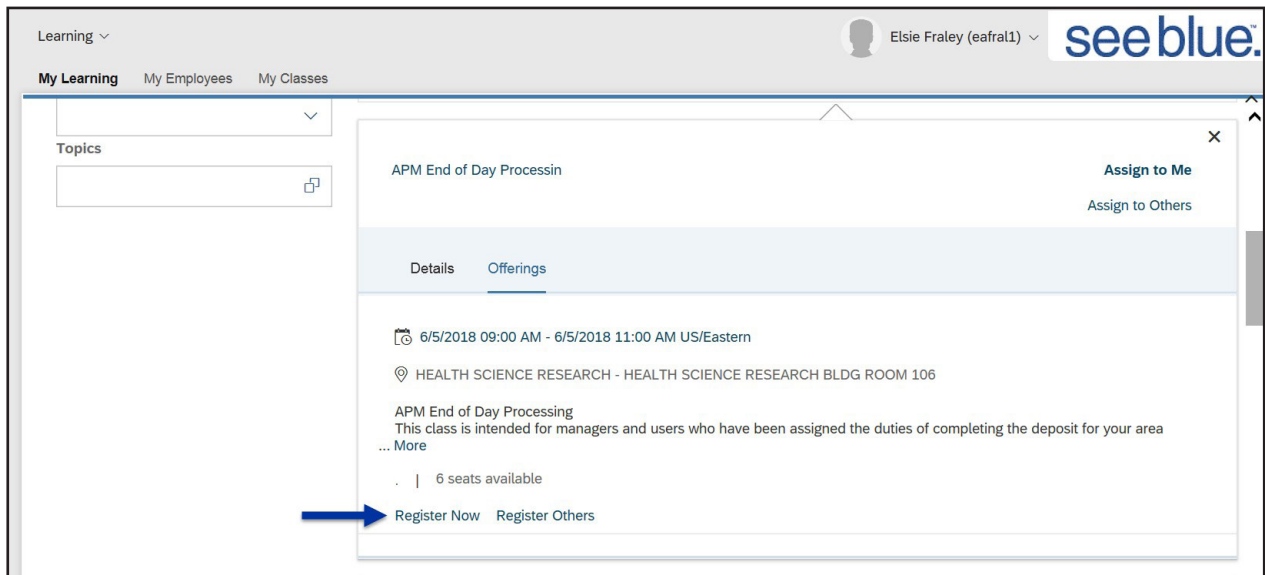 Learning
Elsie Fraley (eafral1)
see blue.™
My Learning My Employees My Classes
Topics
APM End of Day Processin
Assign to Me
Assign to Others
Details Offerings
6/5/2018 09:00 AM - 6/5/2018 11:00 AM US/Eastern
HEALTH SCIENCE RESEARCH - HEALTH SCIENCE RESEARCH BLDG ROOM 106
APM End of Day Processing
This class is intended for managers and users who have been assigned the duties of completing the deposit for your area
... More
. | 6 seats available
Register Now Register Others